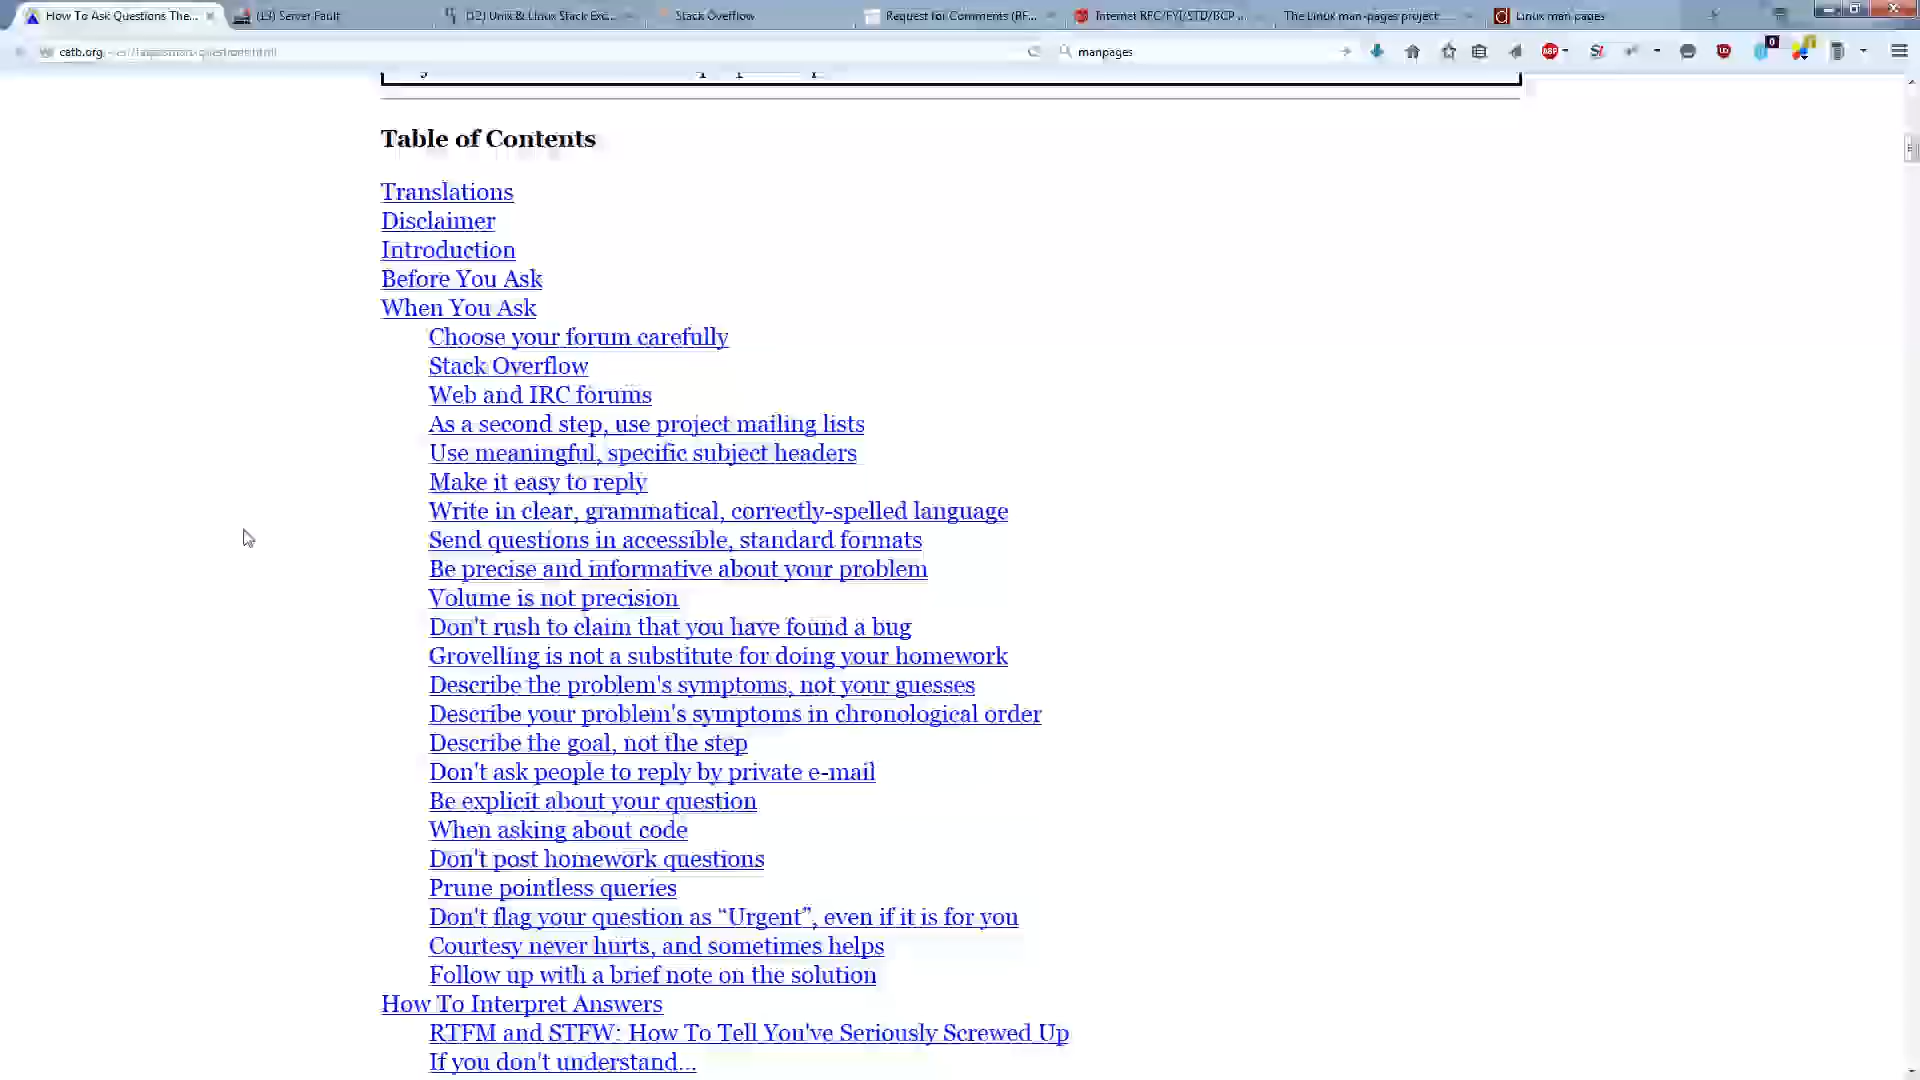 How To Ask Questions The...
(13) Server Fault
(12) Unix & Linux Stack Exc...
Stack Overflow
Request for Comments (RF...
Internet RFC/FYI/STD/BCP ...
The Linux man-pages project
Linux man pages
catb.org
manpages
ABP
0
Table of Contents
Translations
Disclaimer
Introduction
Before You Ask
When You Ask
Choose your forum carefully
Stack Overflow
Web and IRC forums
As a second step, use project mailing lists
Use meaningful, specific subject headers
Make it easy to reply
Write in clear, grammatical, correctly-spelled language
Send questions in accessible, standard formats
Be precise and informative about your problem
Volume is not precision
Don't rush to claim that you have found a bug
Grovelling is not a substitute for doing your homework
Describe the problem's symptoms, not your guesses
Describe your problem's symptoms in chronological order
Describe the goal, not the step
Don't ask people to reply by private e-mail
Be explicit about your question
When asking about code
Don't post homework questions
Prune pointless queries
Don't flag your question as “Urgent”, even if it is for you
Courtesy never hurts, and sometimes helps
Follow up with a brief note on the solution
How To Interpret Answers
RTFM and STFW: How To Tell You've Seriously Screwed Up
If you don't understand...